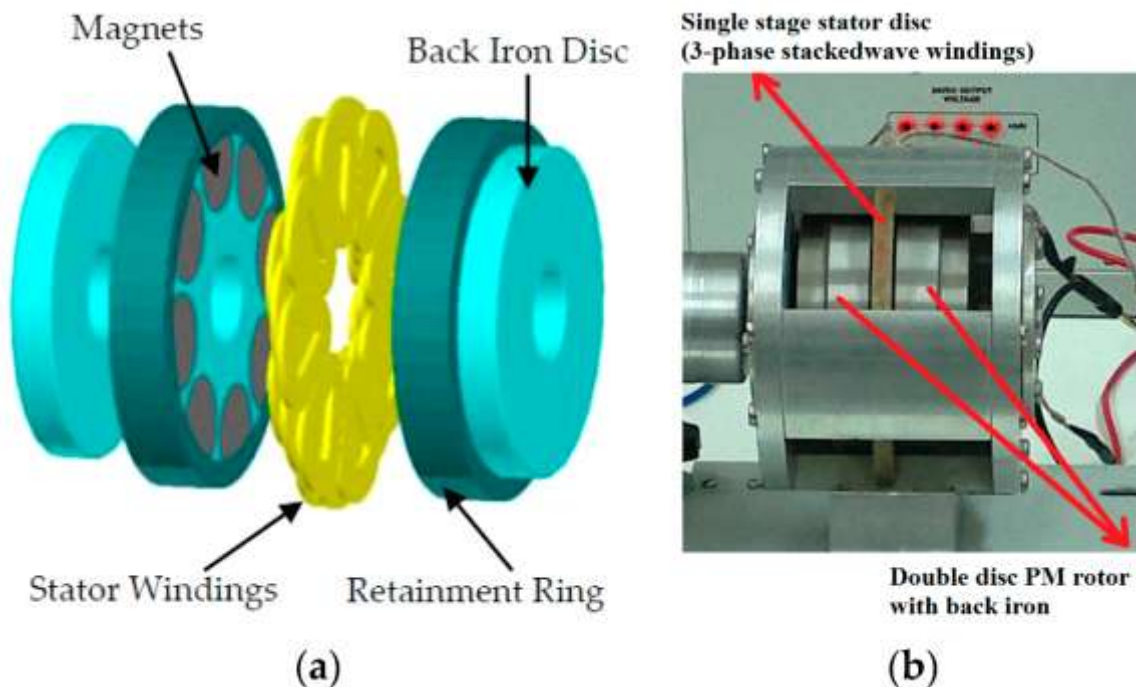 Magnets
Back Iron Disc
Stator Windings
Retainment Ring
(a)
Single stage stator disc
(3-phase stackedwave windings)
VOLTAGE
Double disc PM rotor
with back iron
(b)